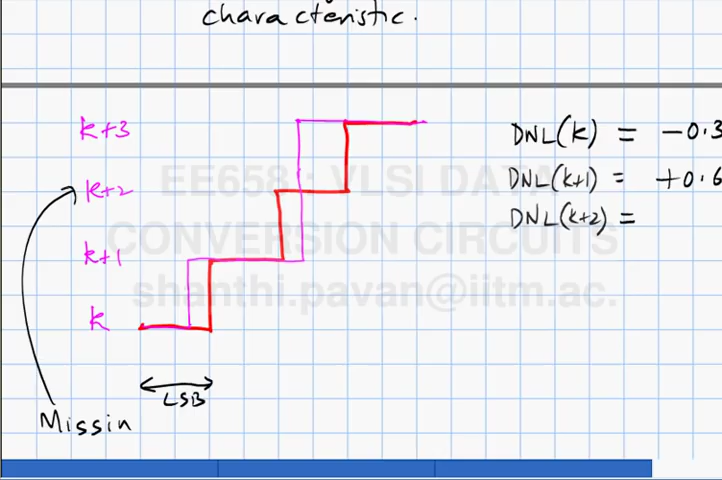 characteristic.
k+3
k+2
k+1
k
DNL(k) = -0.3
DNL(k+1) = +0.6
DNL(k+2) =
EE658 : VLSI DATA
CONVERSION CIRCUITS
shanthi.pavan@iitm.ac.
LSB
Missin